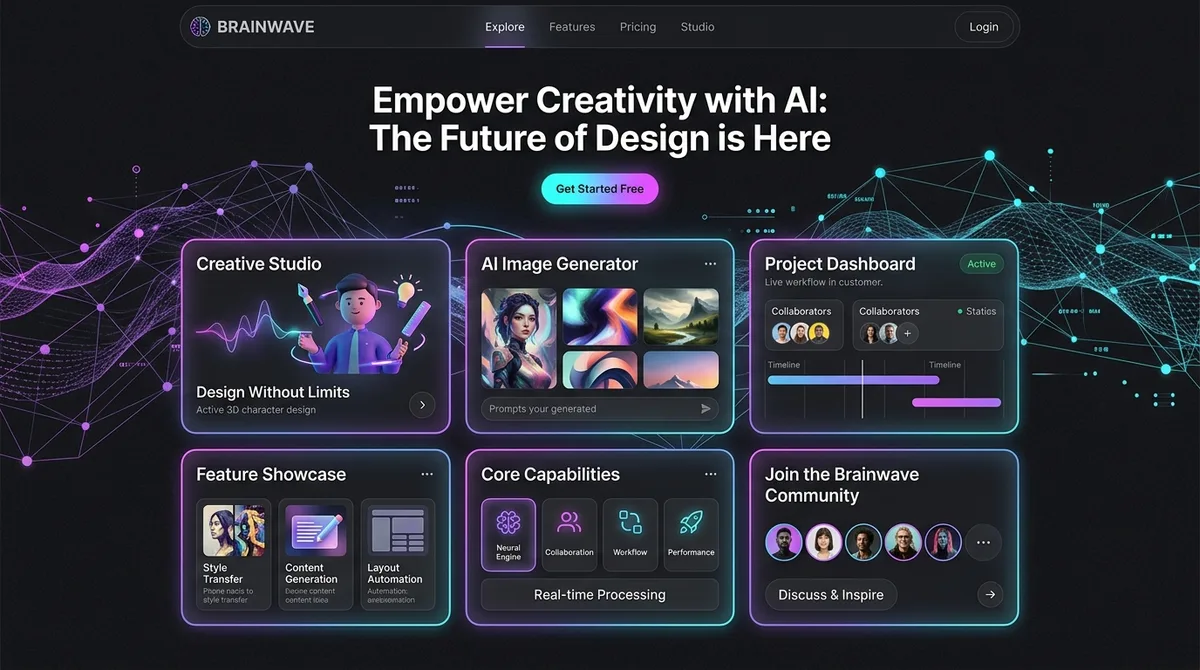 BRAINWAVE
Explore
Features
Pricing
Studio
Login
Empower Creativity with AI:
The Future of Design is Here
Get Started Free
Creative Studio
Design Without Limits
Active 3D character design
AI Image Generator
Prompts your generated
Project Dashboard
Active
Live werkflow in customer.
Collaborators
Collaborators
Statios
Timeline
Timeline
Feature Showcase
Style
Transfer
Phone nacis to
style transfer
Content
Generation
content
Layout
Automation
Automation:
Core Capabilities
Neural
Engine
Collaboration
Workflow
Performance
Real-time Processing
Join the Brainwave
Community
Discuss & Inspire